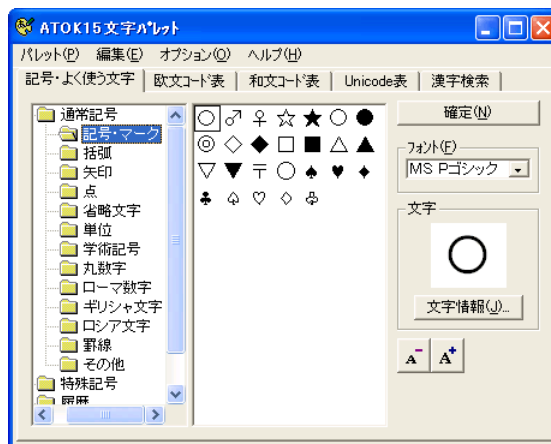 ATOK15文字パレット
パレット(P) 編集(E) オプション(O) ヘルプ(H)
記号・よく使う文字 欧文コード表 和文コード表 Unicode表 漢字検索
通常記号
記号・マーク
括弧
矢印
点
省略文字
単位
学術記号
丸数字
ローマ数字
ギリシャ文字
ロシア文字
罫線
その他
特殊記号
履歴
○♂♀☆★○●
◎◇◆□■△▲
▽▼〒◯♠♥♦
♣♤♡♢♧
確定(N)
フォント(F)
MS Pゴシック
文字
○
文字情報(J)...
A- A+